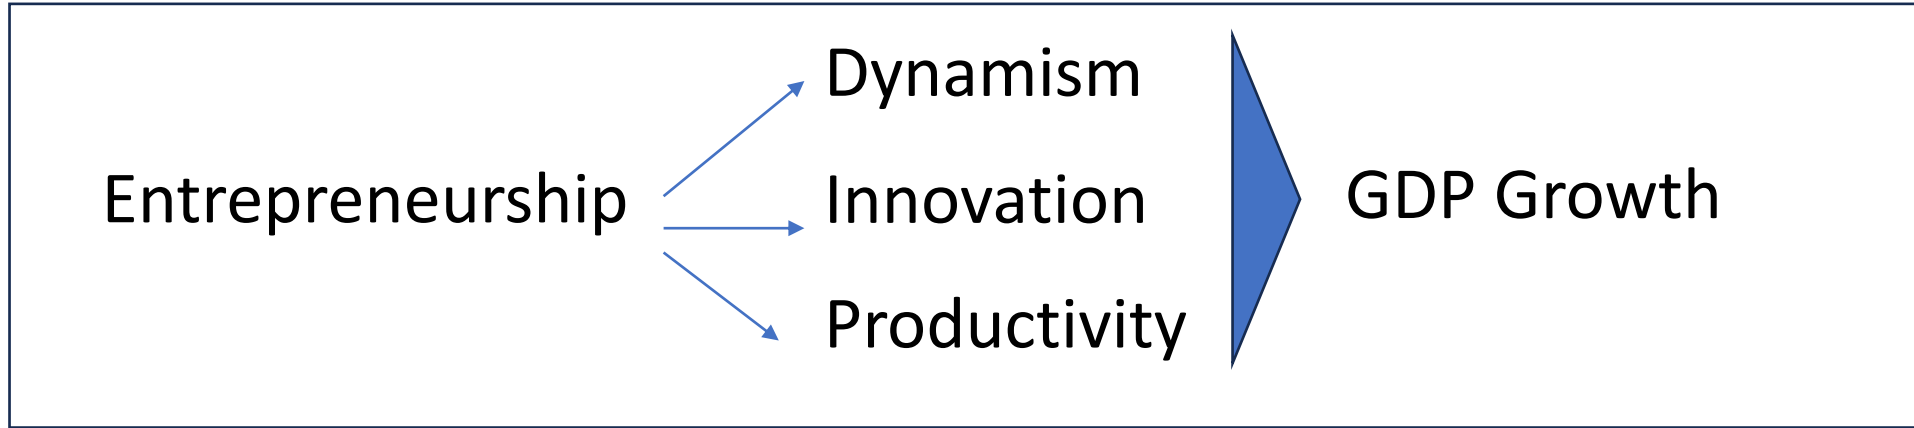 Entrepreneurship
Dynamism
Innovation
Productivity
GDP Growth